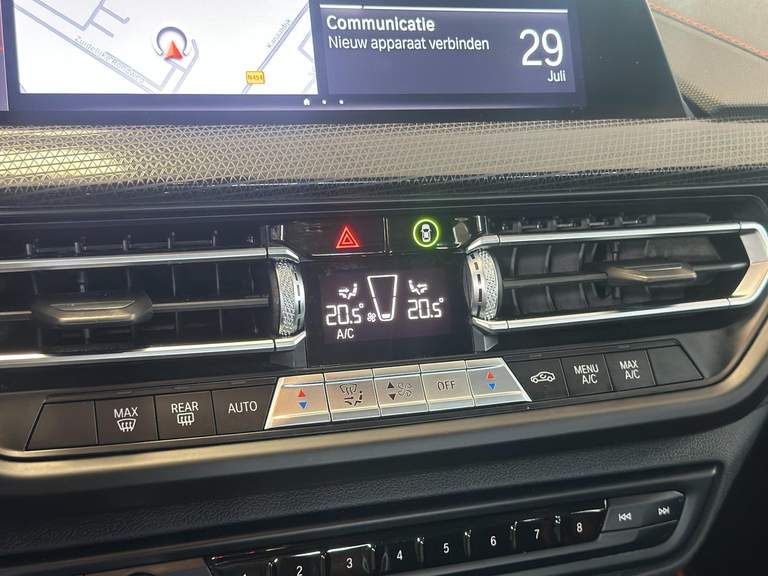 Communicatie
Nieuw apparaat verbinden
29
Juli
N454
20.5° 20.5°
A/C
MAX
REAR
AUTO
OFF
MENU
A/C
MAX
A/C
1 2 3 4 5 6 7 8